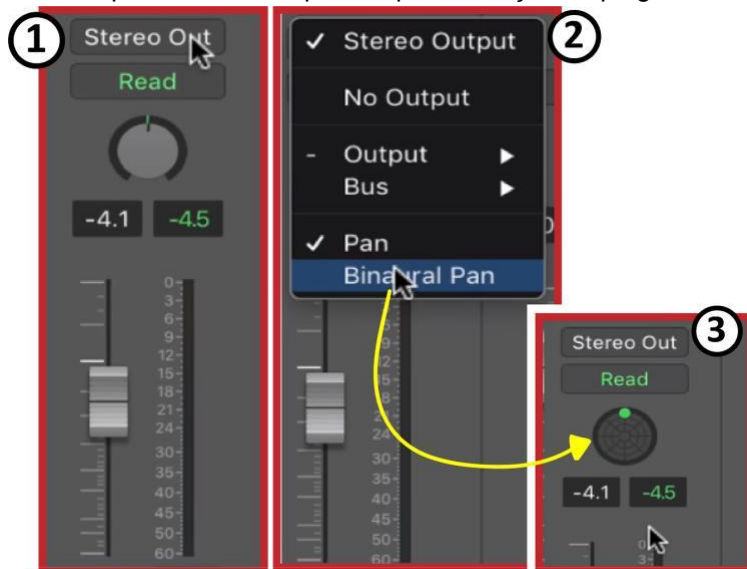 1
Stereo Out
Read
-4.1 -4.5
0
3
6
9
12
15
18
21
24
30
35
40
45
50
60
2
✓ Stereo Output
No Output
- Output ▶
Bus ▶
✓ Pan
Binaural Pan
24
30
35
40
45
50
60
3
Stereo Out
Read
-4.1 -4.5
0
3